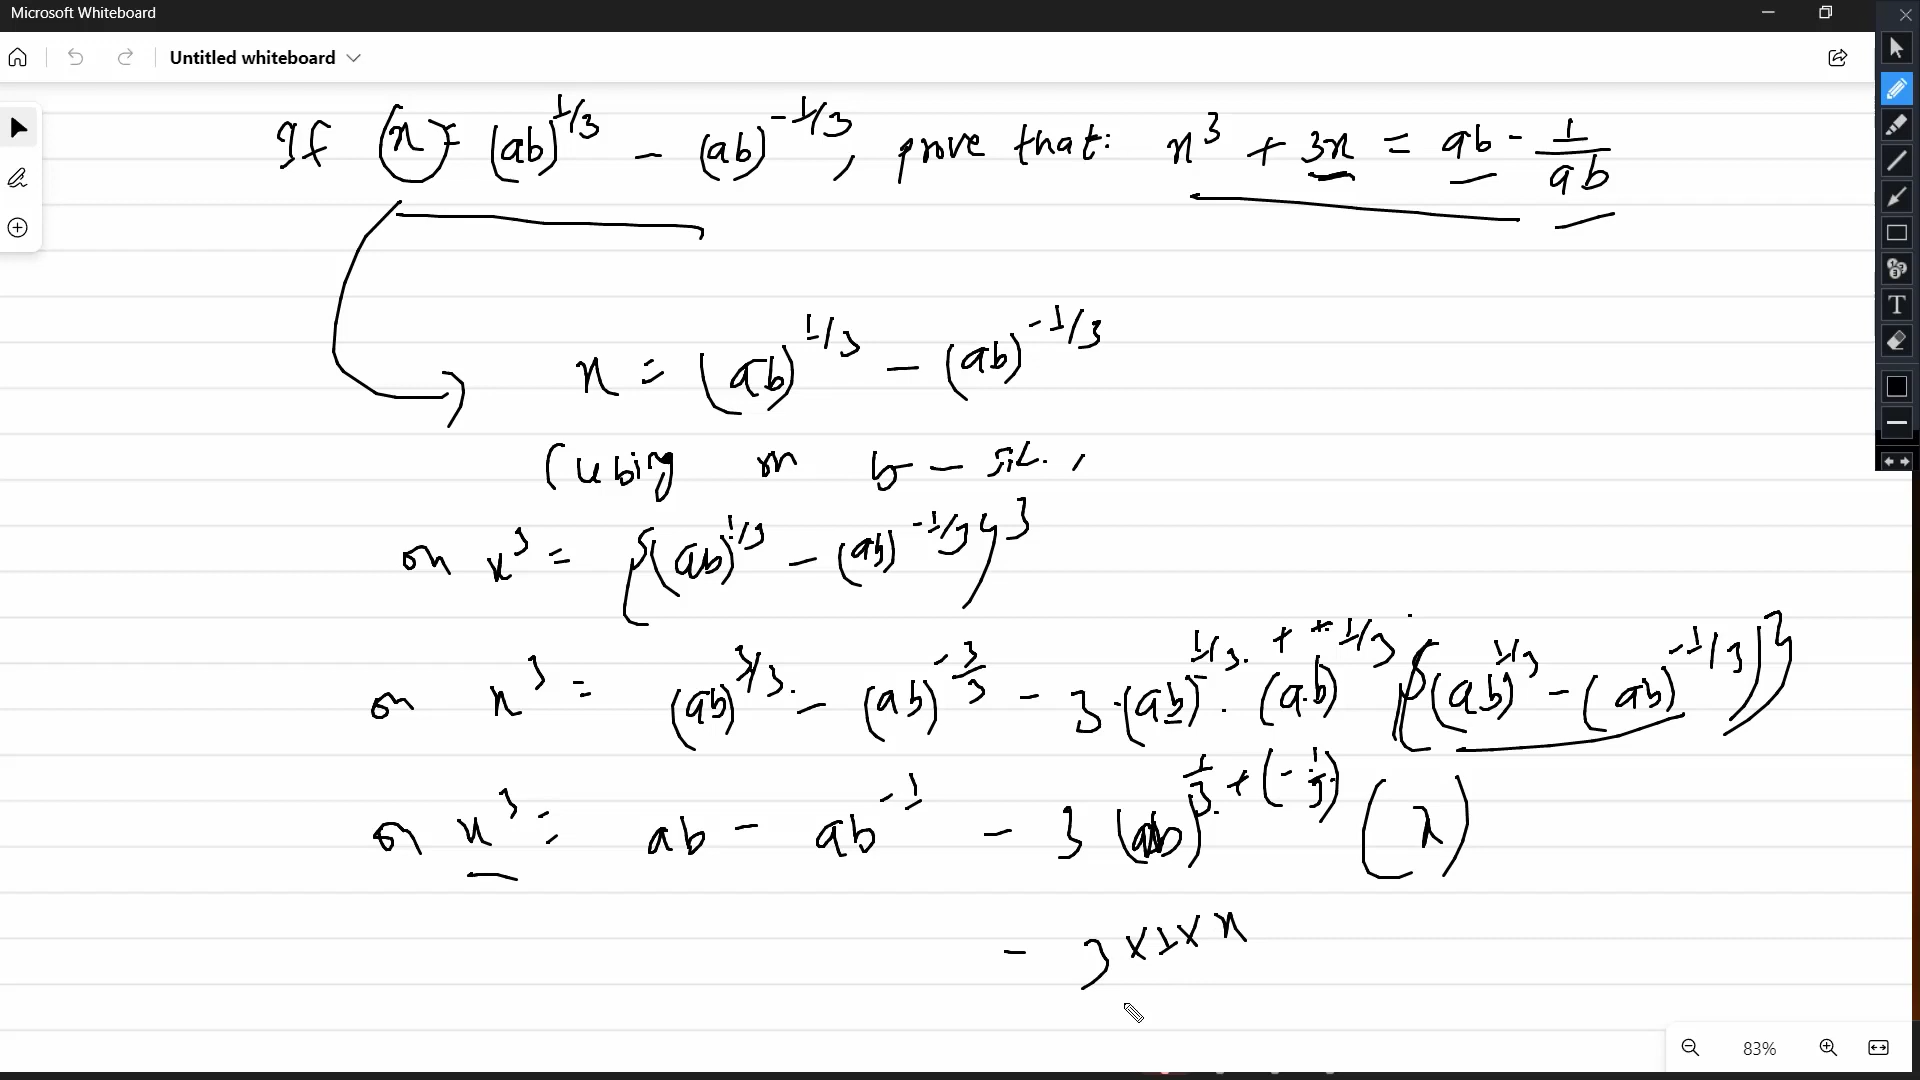 Microsoft Whiteboard
Untitled whiteboard
If x = (ab)^1/3 - (ab)^-1/3, prove that: x^3 + 3x = ab - 1/ab
x = (ab)^1/3 - (ab)^-1/3
Cubing on b-s,
or x^3 = {(ab)^1/3 - (ab)^-1/3}^3
or x^3 = (ab)^3/3. - (ab)^-3/3 - 3.(ab)^1/3. (a.b)^-1/3 {(ab)^1/3 - (ab)^-1/3)}
or x^3 = ab - ab^-1 - 3 (ab)^1/3 + (-1/3) (x)
- 3 x 1 x x
83%